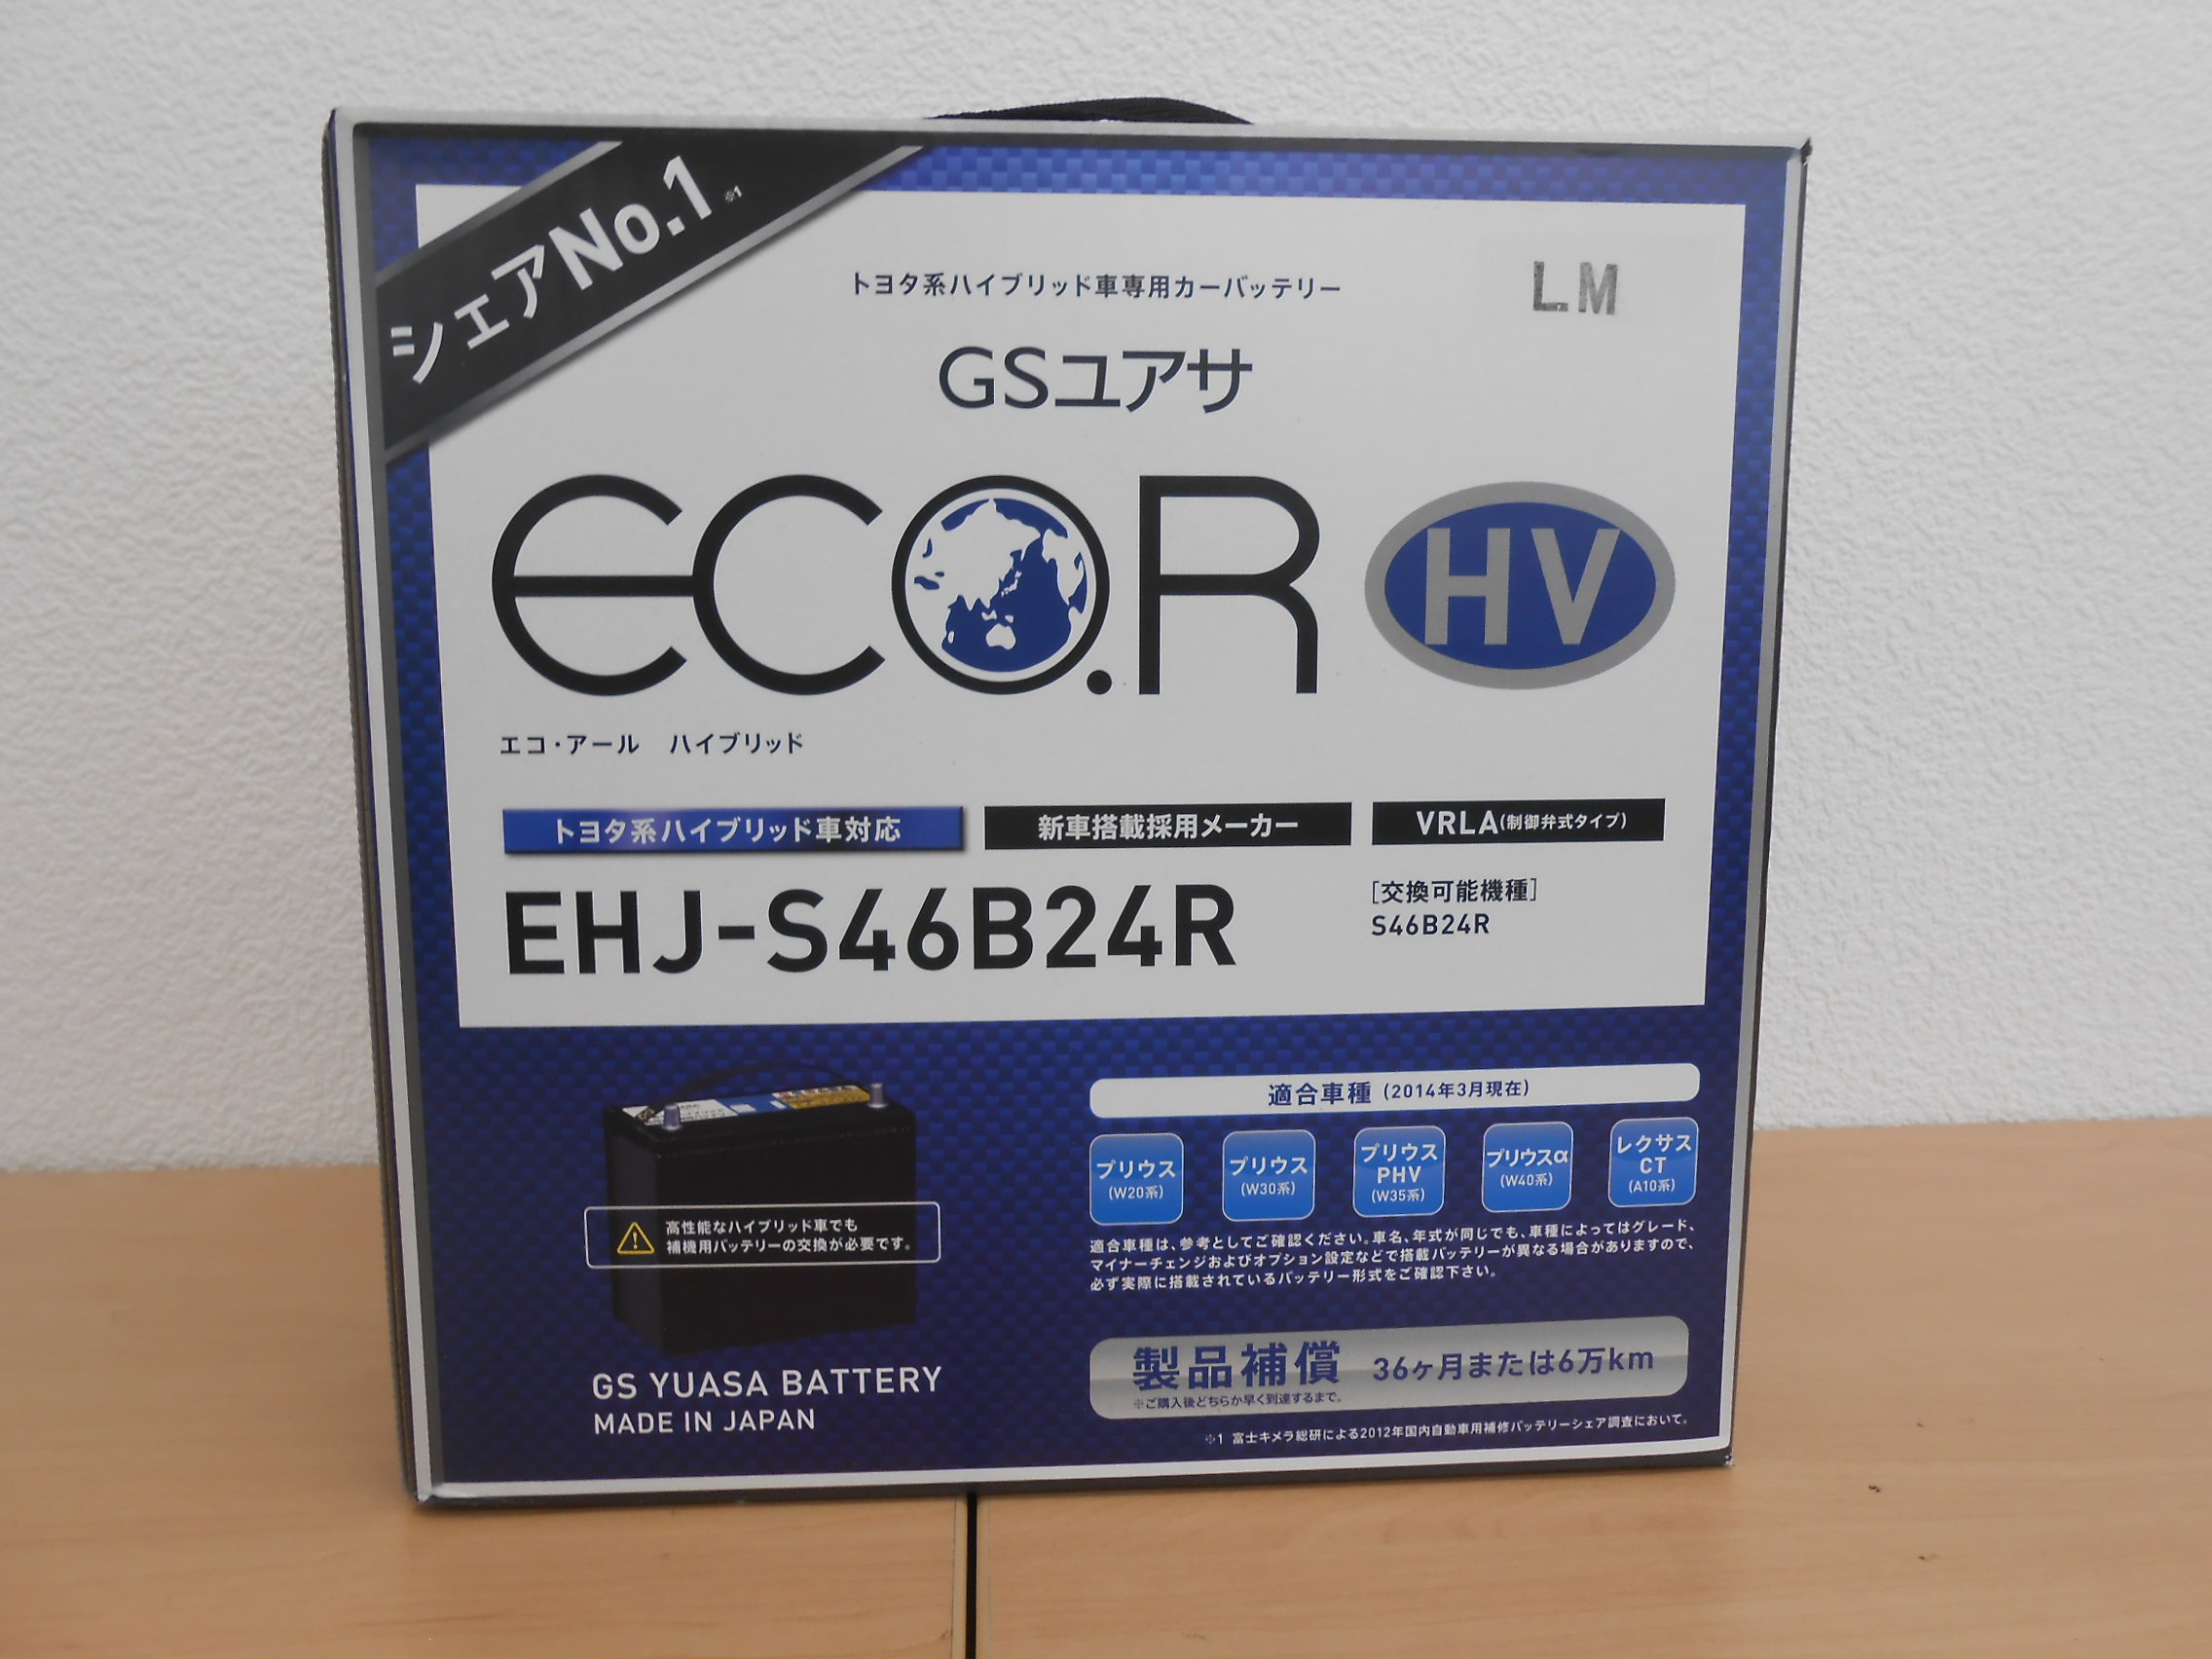 シェアNo.1 ※1
トヨタ系ハイブリッド車専用カーバッテリー
LM
GSユアサ
eCO.R HV
エコ・アール ハイブリッド
トヨタ系ハイブリッド車対応
新車搭載採用メーカー
VRLA(制御弁式タイプ)
EHJ-S46B24R
[交換可能機種]
S46B24R
高性能なハイブリッド車でも
補機用バッテリーの交換が必要です。
GS YUASA BATTERY
MADE IN JAPAN
適合車種 (2014年3月現在)
プリウス
(W20系)
プリウス
(W30系)
プリウス
PHV
(W35系)
プリウスα
(W40系)
レクサス
CT
(A10系)
適合車種は、参考としてご確認ください。車名、年式が同じでも、車種によってはグレード、
マイナーチェンジおよびオプション設定などで搭載バッテリーが異なる場合がありますので、
必ず実際に搭載されているバッテリー形式をご確認下さい。
製品補償 36ヶ月または6万km
※ご購入後どちらか早く到達するまで。
※1 富士キメラ総研による2012年国内自動車用補修バッテリーシェア調査において。